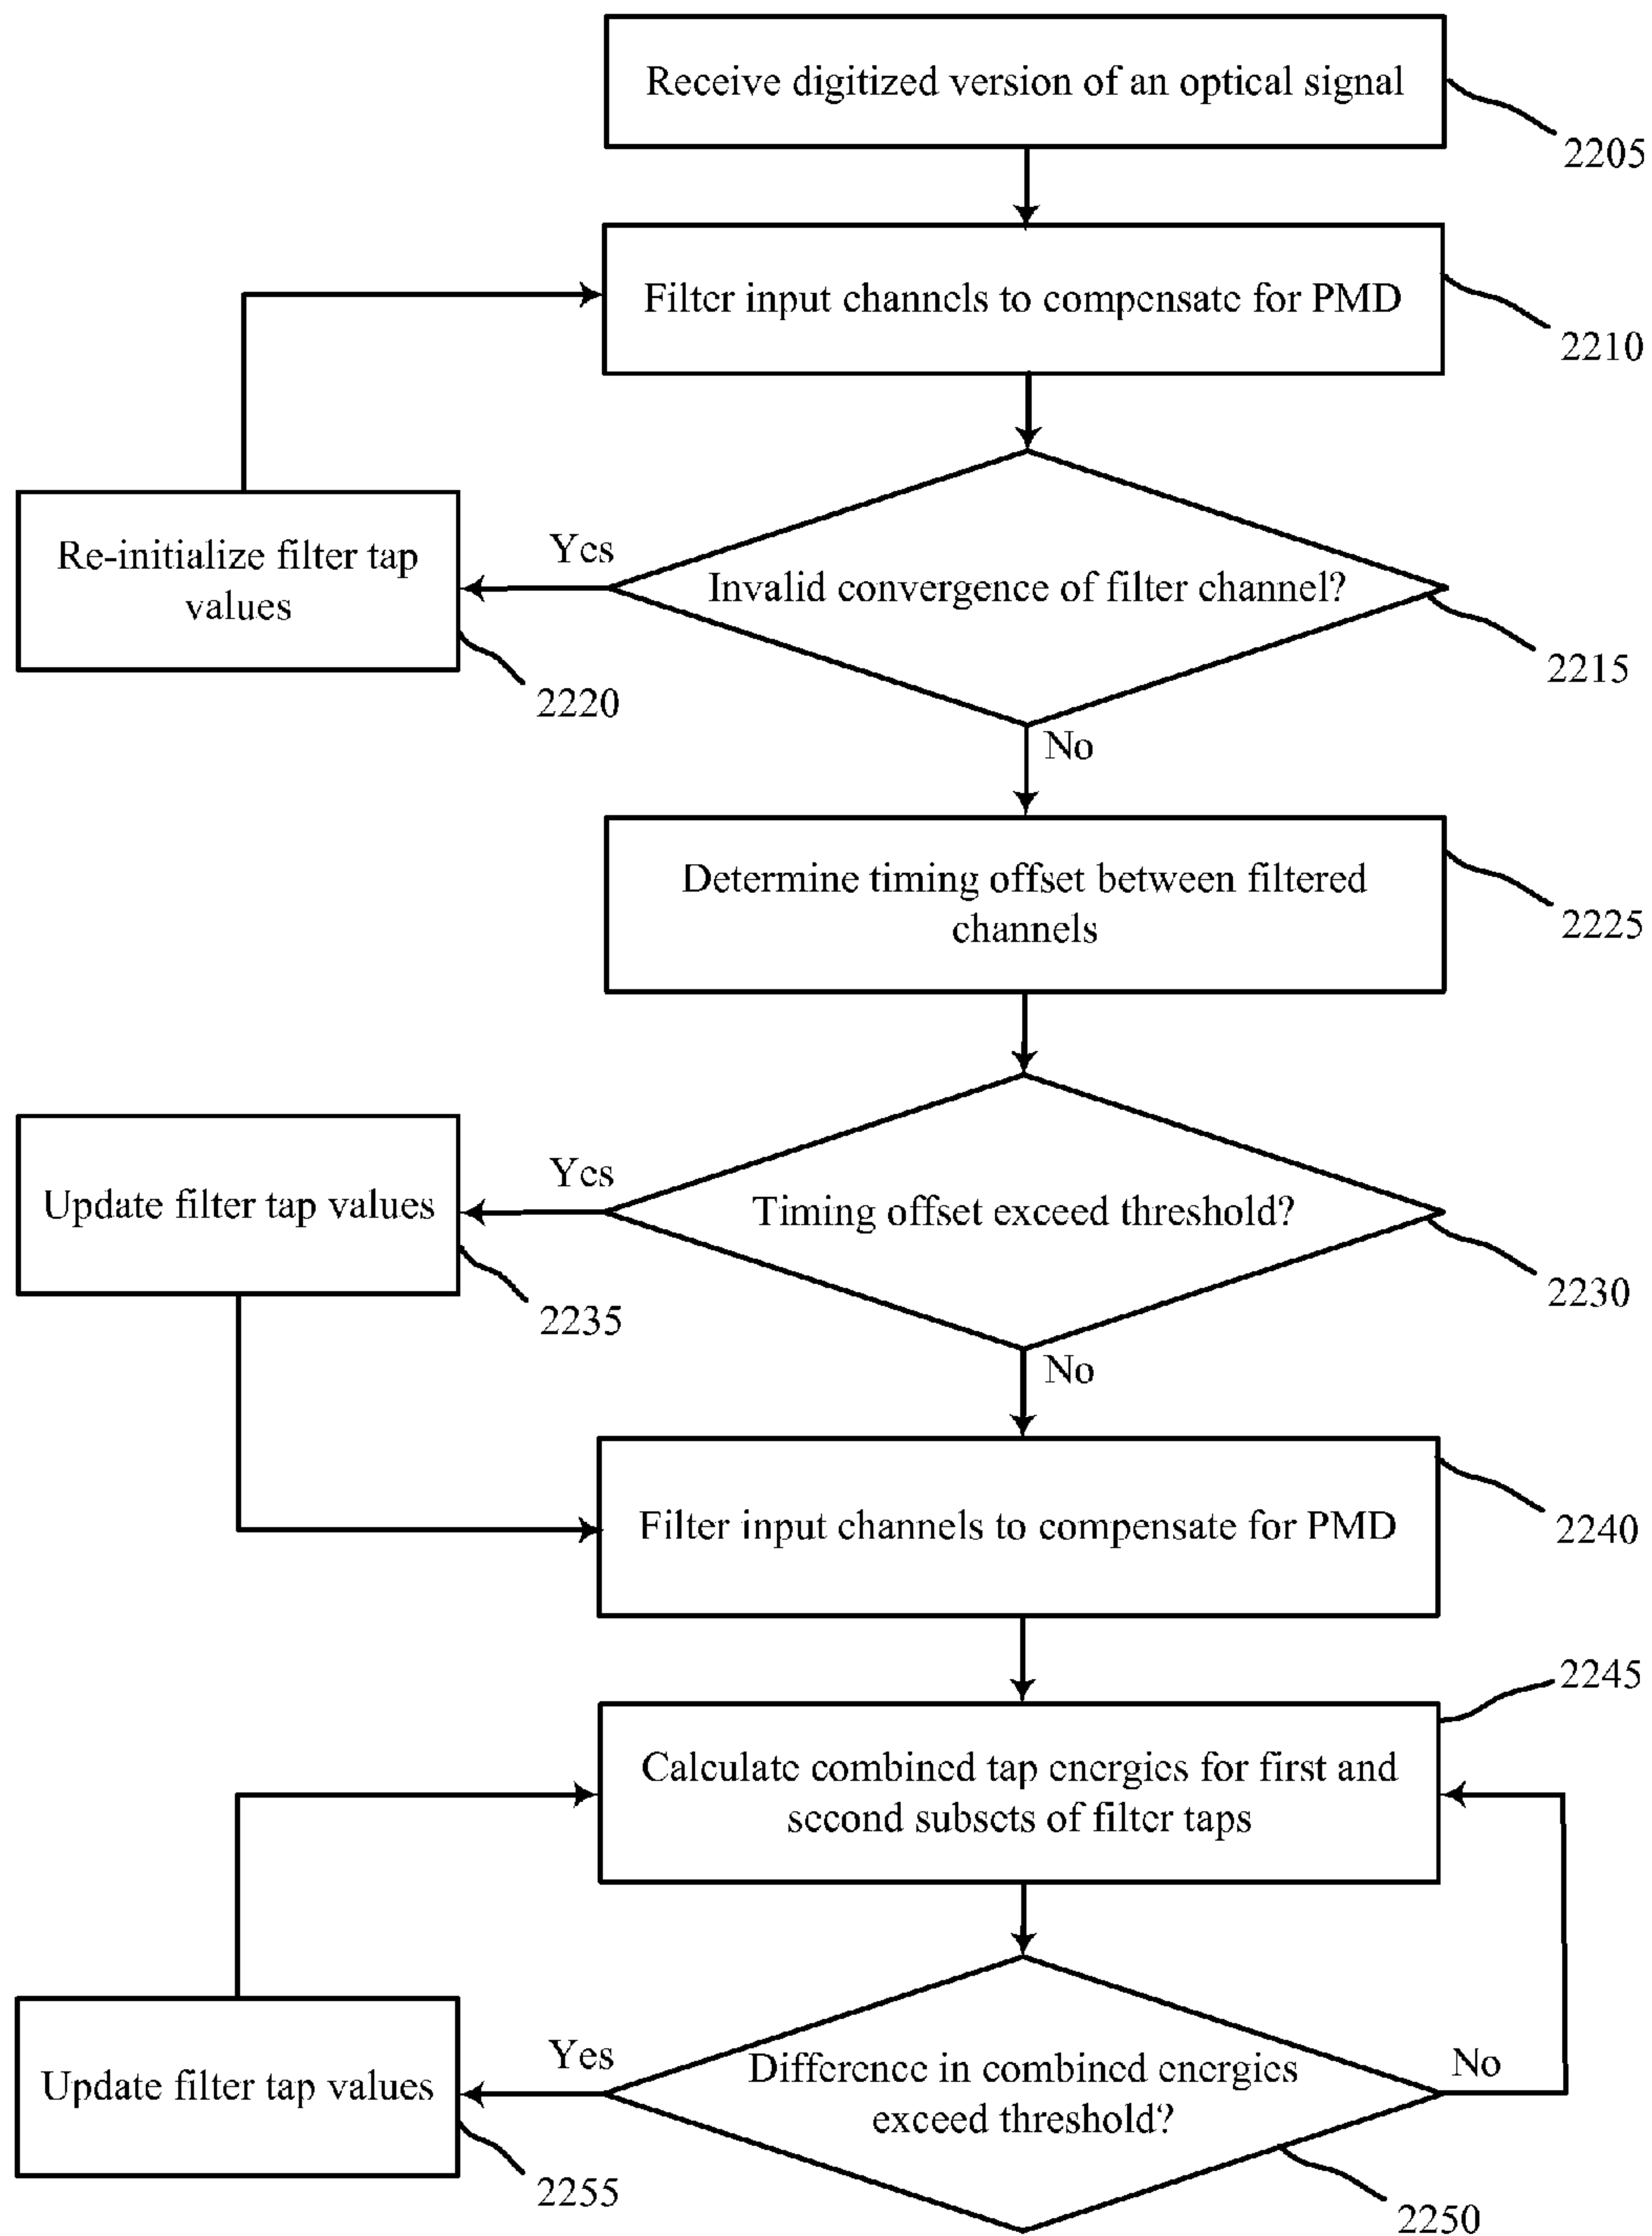 Receive digitized version of an optical signal
2205
Filter input channels to compensate for PMD
2210
Re-initialize filter tap
values
2220
Yes
Invalid convergence of filter channel?
2215
No
Determine timing offset between filtered
channels
2225
Update filter tap values
2235
Yes
Timing offset exceed threshold?
2230
No
Filter input channels to compensate for PMD
2240
2245
Calculate combined tap energies for first and
second subsets of filter taps
Update filter tap values
2255
Yes
Difference in combined energies
exceed threshold?
No
2250